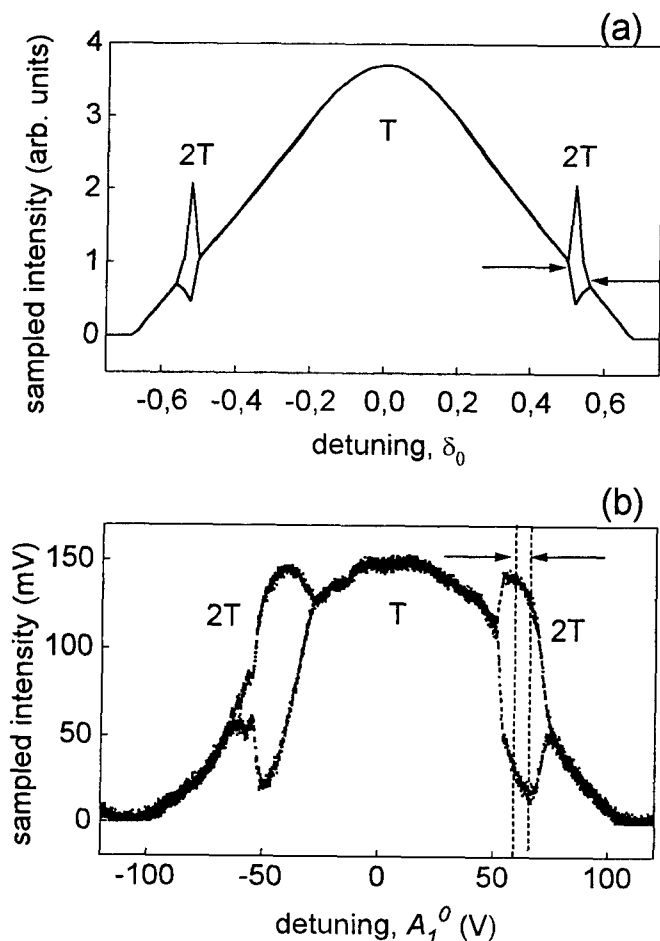 (a)
sampled intensity (arb. units)
4
3
2
1
0
2T
T
2T
-0,6 -0,4 -0,2 0,0 0,2 0,4 0,6
detuning, δ₀
(b)
sampled intensity (mV)
150
100
50
0
2T
T
2T
-100 -50 0 50 100
detuning, A₁⁰ (V)